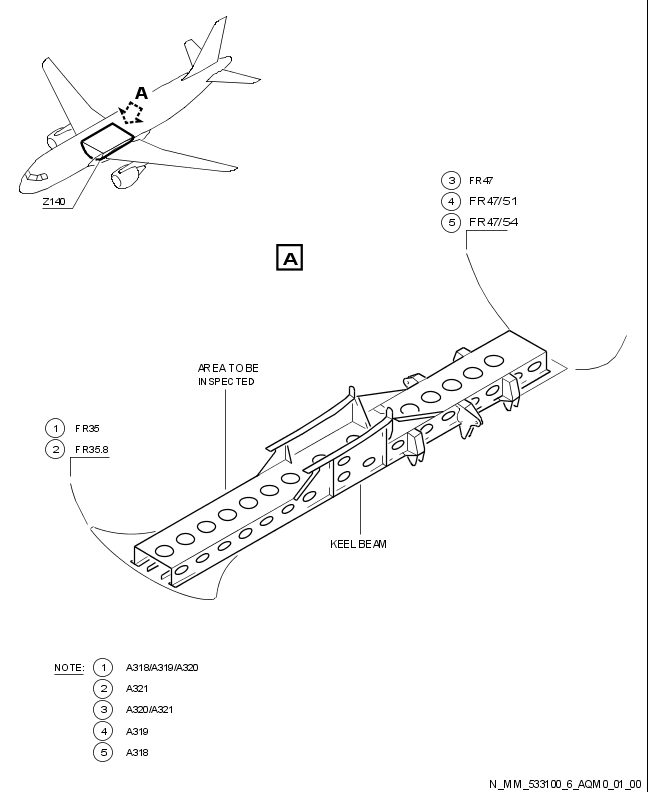 A
Z140
3 FR47
4 FR47/51
5 FR47/54
A
AREA TO BE
INSPECTED
1 FR35
2 FR35.8
KEEL BEAM
NOTE: 1 A318/A319/A320
2 A321
3 A320/A321
4 A319
5 A318
N_MM_533100_6_AQM0_01_00